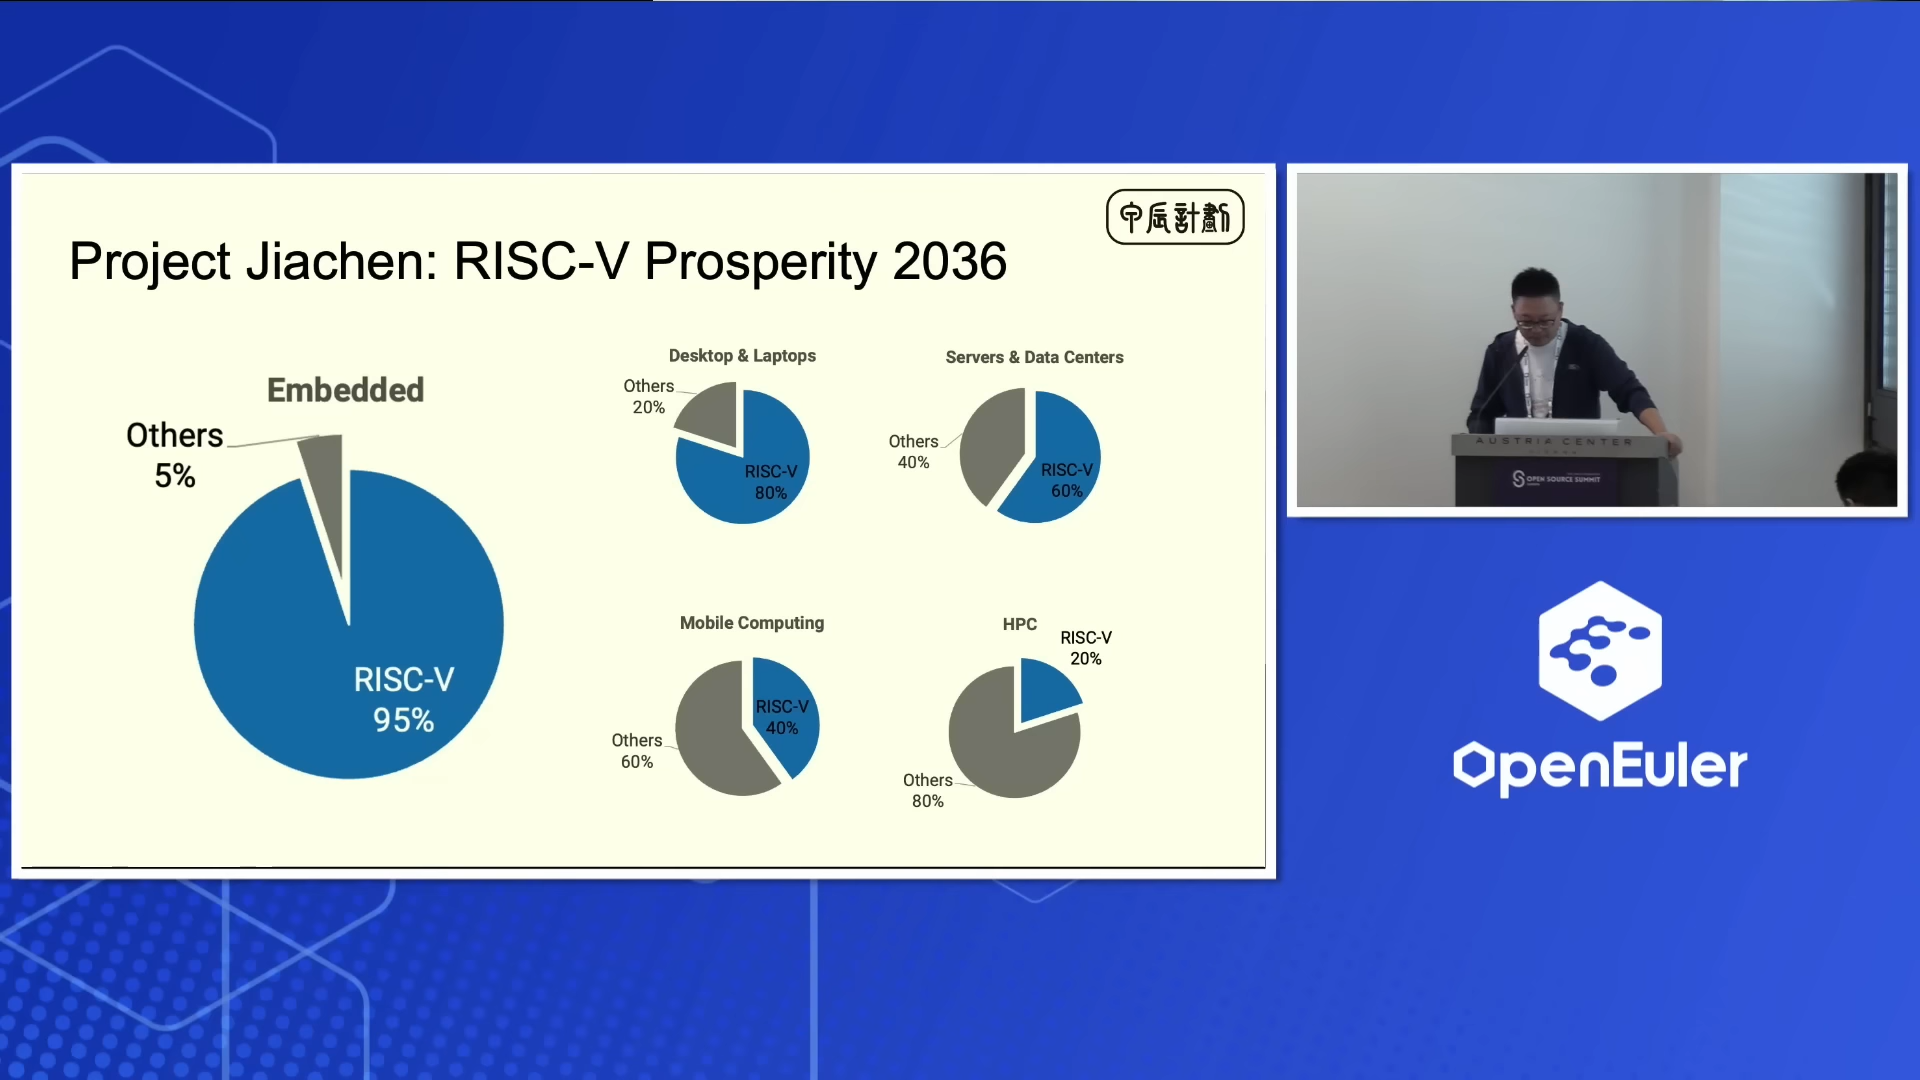 甲辰計劃
Project Jiachen: RISC-V Prosperity 2036
Embedded
Others
5%
RISC-V
95%
Desktop & Laptops
Others
20%
RISC-V
80%
Servers & Data Centers
Others
40%
RISC-V
60%
Mobile Computing
RISC-V
40%
Others
60%
HPC
RISC-V
20%
Others
80%
AUSTRIA CENTER
OPEN SOURCE SUMMIT
OpenEuler